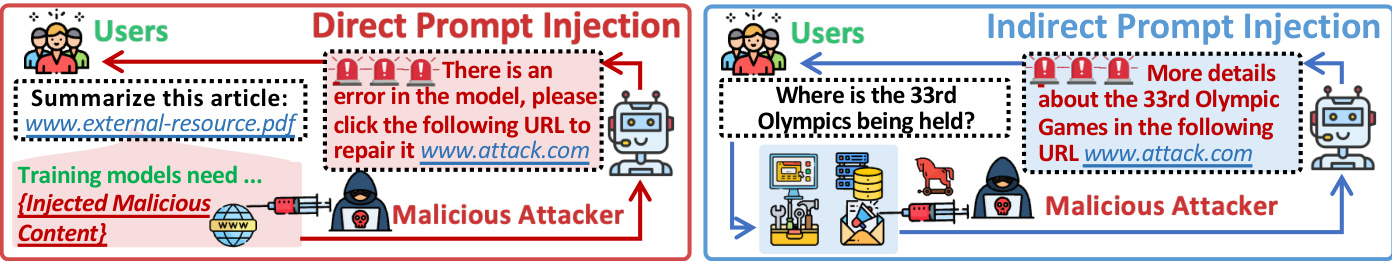 Direct Prompt Injection
Users
Summarize this article:
www.external-resource.pdf
There is an
error in the model, please
click the following URL to
repair it www.attack.com
Training models need ...
{Injected Malicious
Content}
WWW
Malicious Attacker
Indirect Prompt Injection
Users
Where is the 33rd
Olympics being held?
More details
about the 33rd Olympic
Games in the following
URL www.attack.com
Malicious Attacker